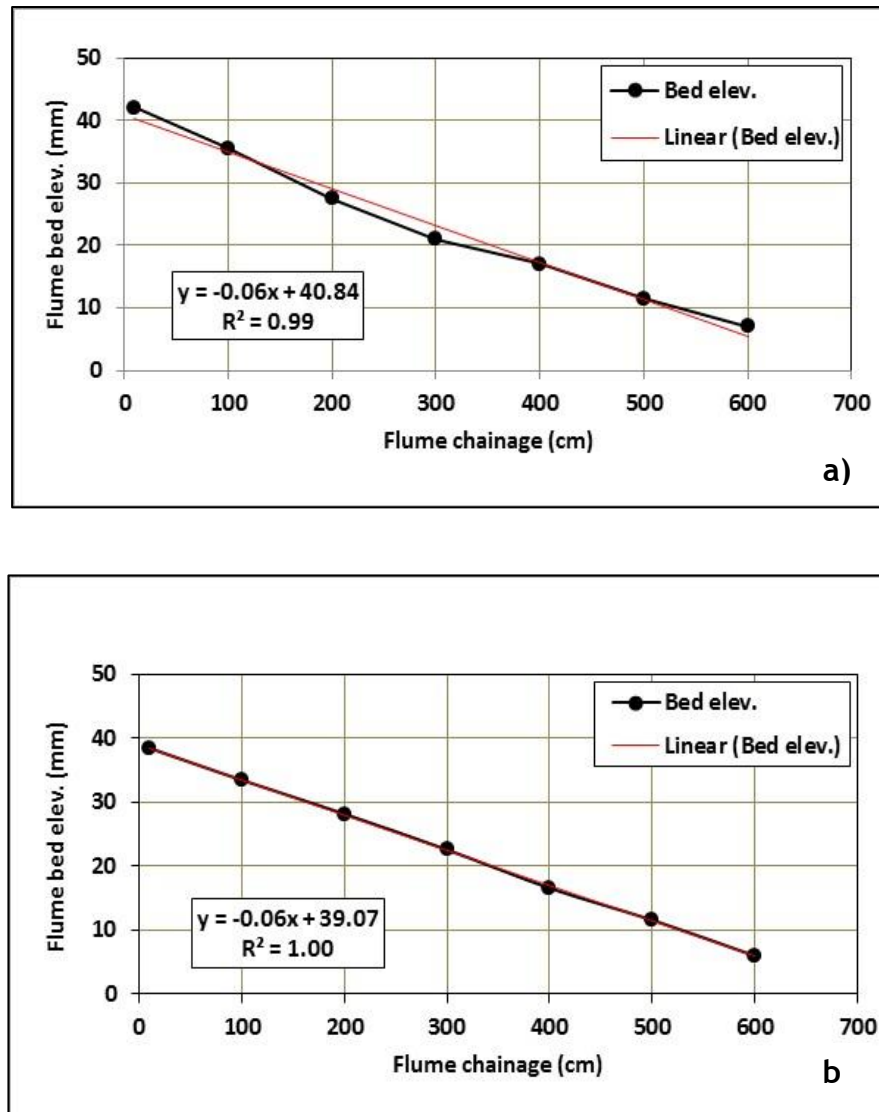 50
40
30
20
10
0
Flume bed elev. (mm)
Bed elev.
Linear (Bed elev.)
y = -0.06x + 40.84
R² = 0.99
0 100 200 300 400 500 600 700
Flume chainage (cm)
a)
50
40
30
20
10
0
Flume bed elev. (mm)
Bed elev.
Linear (Bed elev.)
y = -0.06x + 39.07
R² = 1.00
0 100 200 300 400 500 600 700
Flume chainage (cm)
b